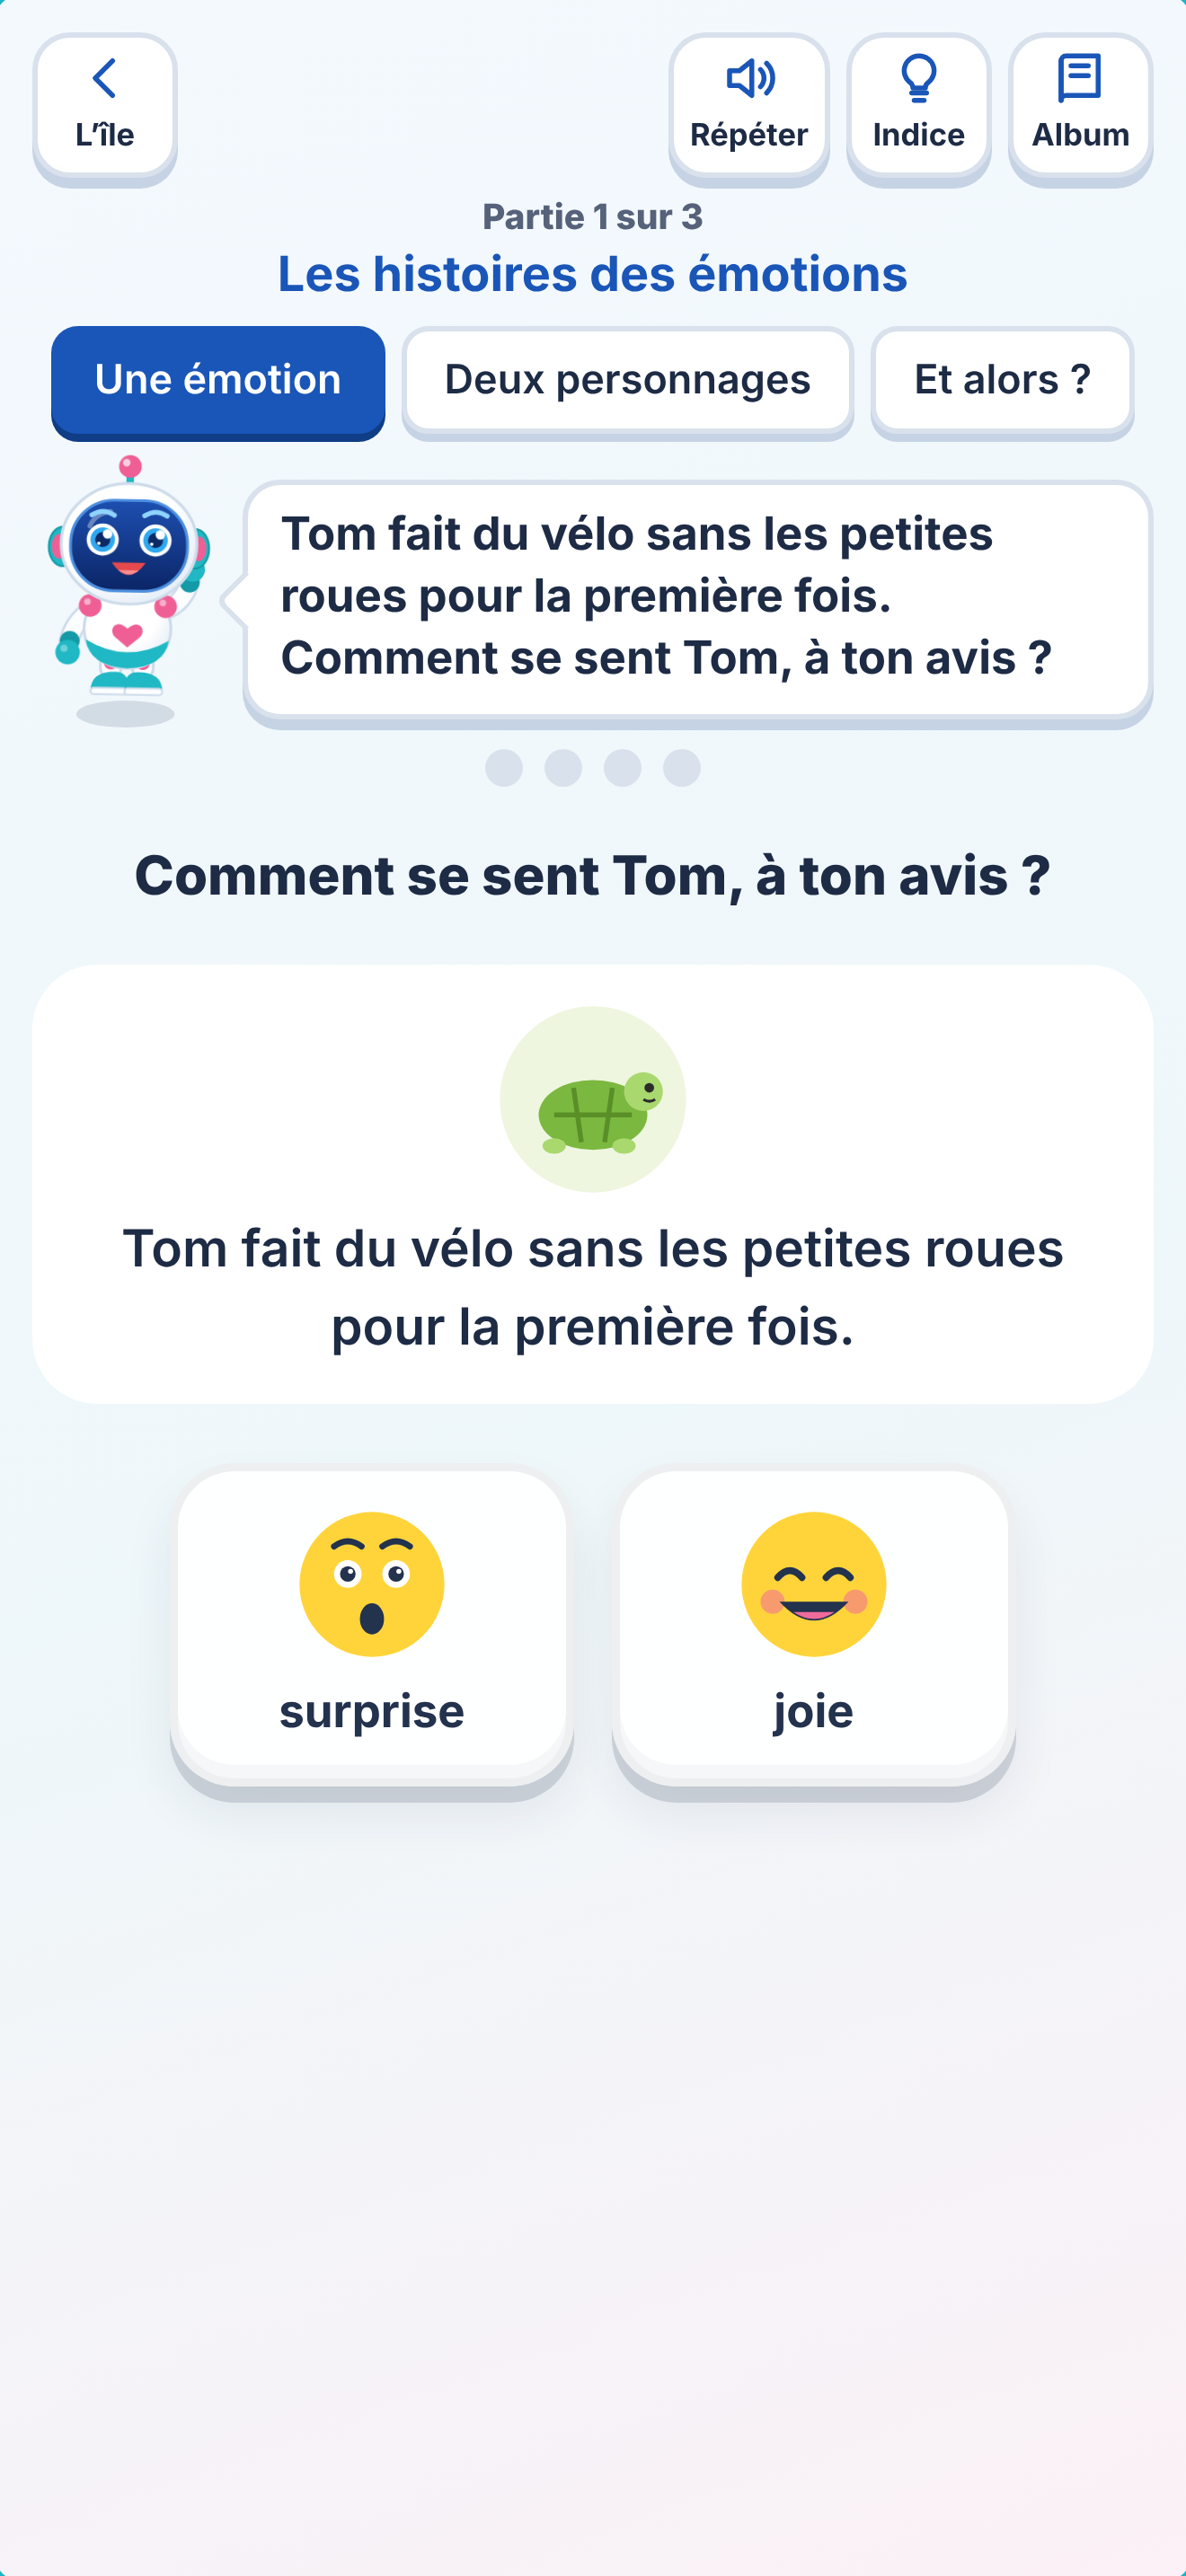 L’île
Répéter
Indice
Album
Partie 1 sur 3
Les histoires des émotions
Une émotion
Deux personnages
Et alors ?
Tom fait du vélo sans les petites
roues pour la première fois.
Comment se sent Tom, à ton avis ?
Comment se sent Tom, à ton avis ?
Tom fait du vélo sans les petites roues
pour la première fois.
surprise
joie